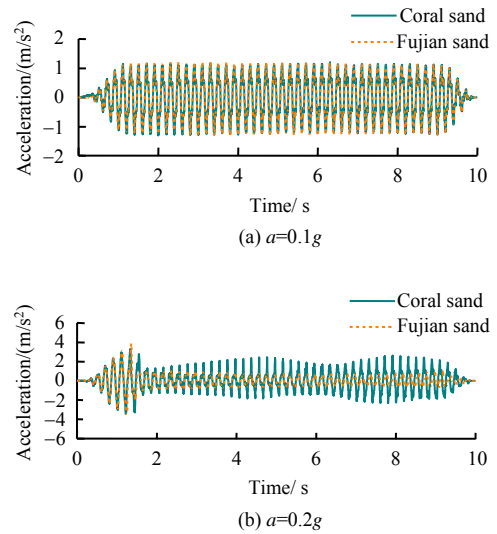 Coral sand
Fujian sand
Acceleration/(m/s²)
2
1
0
−1
−2
0 2 4 6 8 10
Time/ s
(a) a=0.1g
Coral sand
Fujian sand
Acceleration/(m/s²)
6
4
2
0
−2
−4
−6
0 2 4 6 8 10
Time/ s
(b) a=0.2g